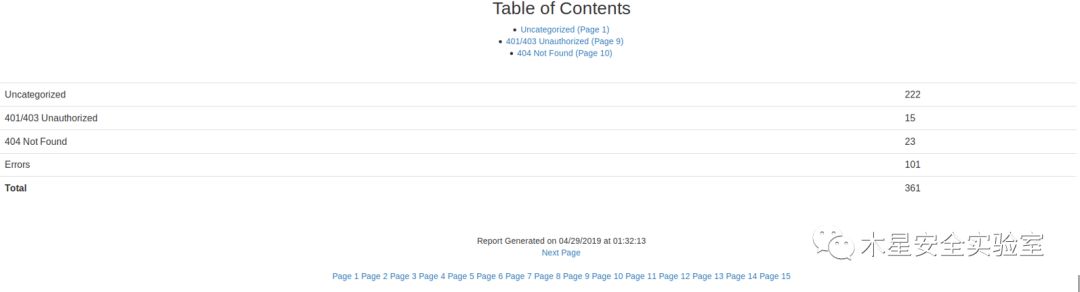 Table of Contents
Uncategorized (Page 1)
401/403 Unauthorized (Page 9)
404 Not Found (Page 10)
Uncategorized 222
401/403 Unauthorized 15
404 Not Found 23
Errors 101
Total 361
Report Generated on 04/29/2019 at 01:32:13
Next Page
木星安全实验室
Page 1 Page 2 Page 3 Page 4 Page 5 Page 6 Page 7 Page 8 Page 9 Page 10 Page 11 Page 12 Page 13 Page 14 Page 15